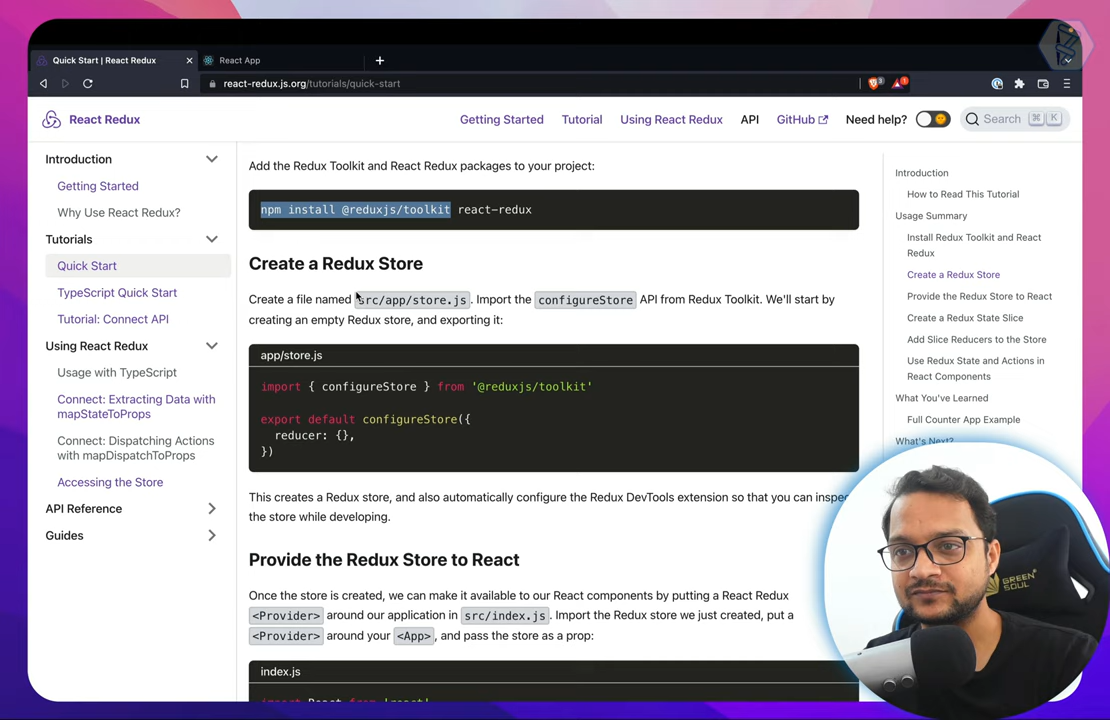 Quick Start | React Redux
React App
react-redux.js.org/tutorials/quick-start
3
1
React Redux
Getting Started
Tutorial
Using React Redux
API
GitHub
Need help?
Search
⌘ K
Introduction
Getting Started
Why Use React Redux?
Tutorials
Quick Start
TypeScript Quick Start
Tutorial: Connect API
Using React Redux
Usage with TypeScript
Connect: Extracting Data with
mapStateToProps
Connect: Dispatching Actions
with mapDispatchToProps
Accessing the Store
API Reference
Guides
Add the Redux Toolkit and React Redux packages to your project:
npm install @reduxjs/toolkit react-redux
Create a Redux Store
Create a file named src/app/store.js. Import the configureStore API from Redux Toolkit. We'll start by
creating an empty Redux store, and exporting it:
app/store.js
import { configureStore } from '@reduxjs/toolkit'
export default configureStore({
reducer: {},
})
This creates a Redux store, and also automatically configure the Redux DevTools extension so that you can inspec
the store while developing.
Provide the Redux Store to React
Once the store is created, we can make it available to our React components by putting a React Redux
<Provider> around our application in src/index.js. Import the Redux store we just created, put a
<Provider> around your <App>, and pass the store as a prop:
index.js
import React from 'react'
Introduction
How to Read This Tutorial
Usage Summary
Install Redux Toolkit and React
Redux
Create a Redux Store
Provide the Redux Store to React
Create a Redux State Slice
Add Slice Reducers to the Store
Use Redux State and Actions in
React Components
What You've Learned
Full Counter App Example
What's Next?
GREEN
SOUL